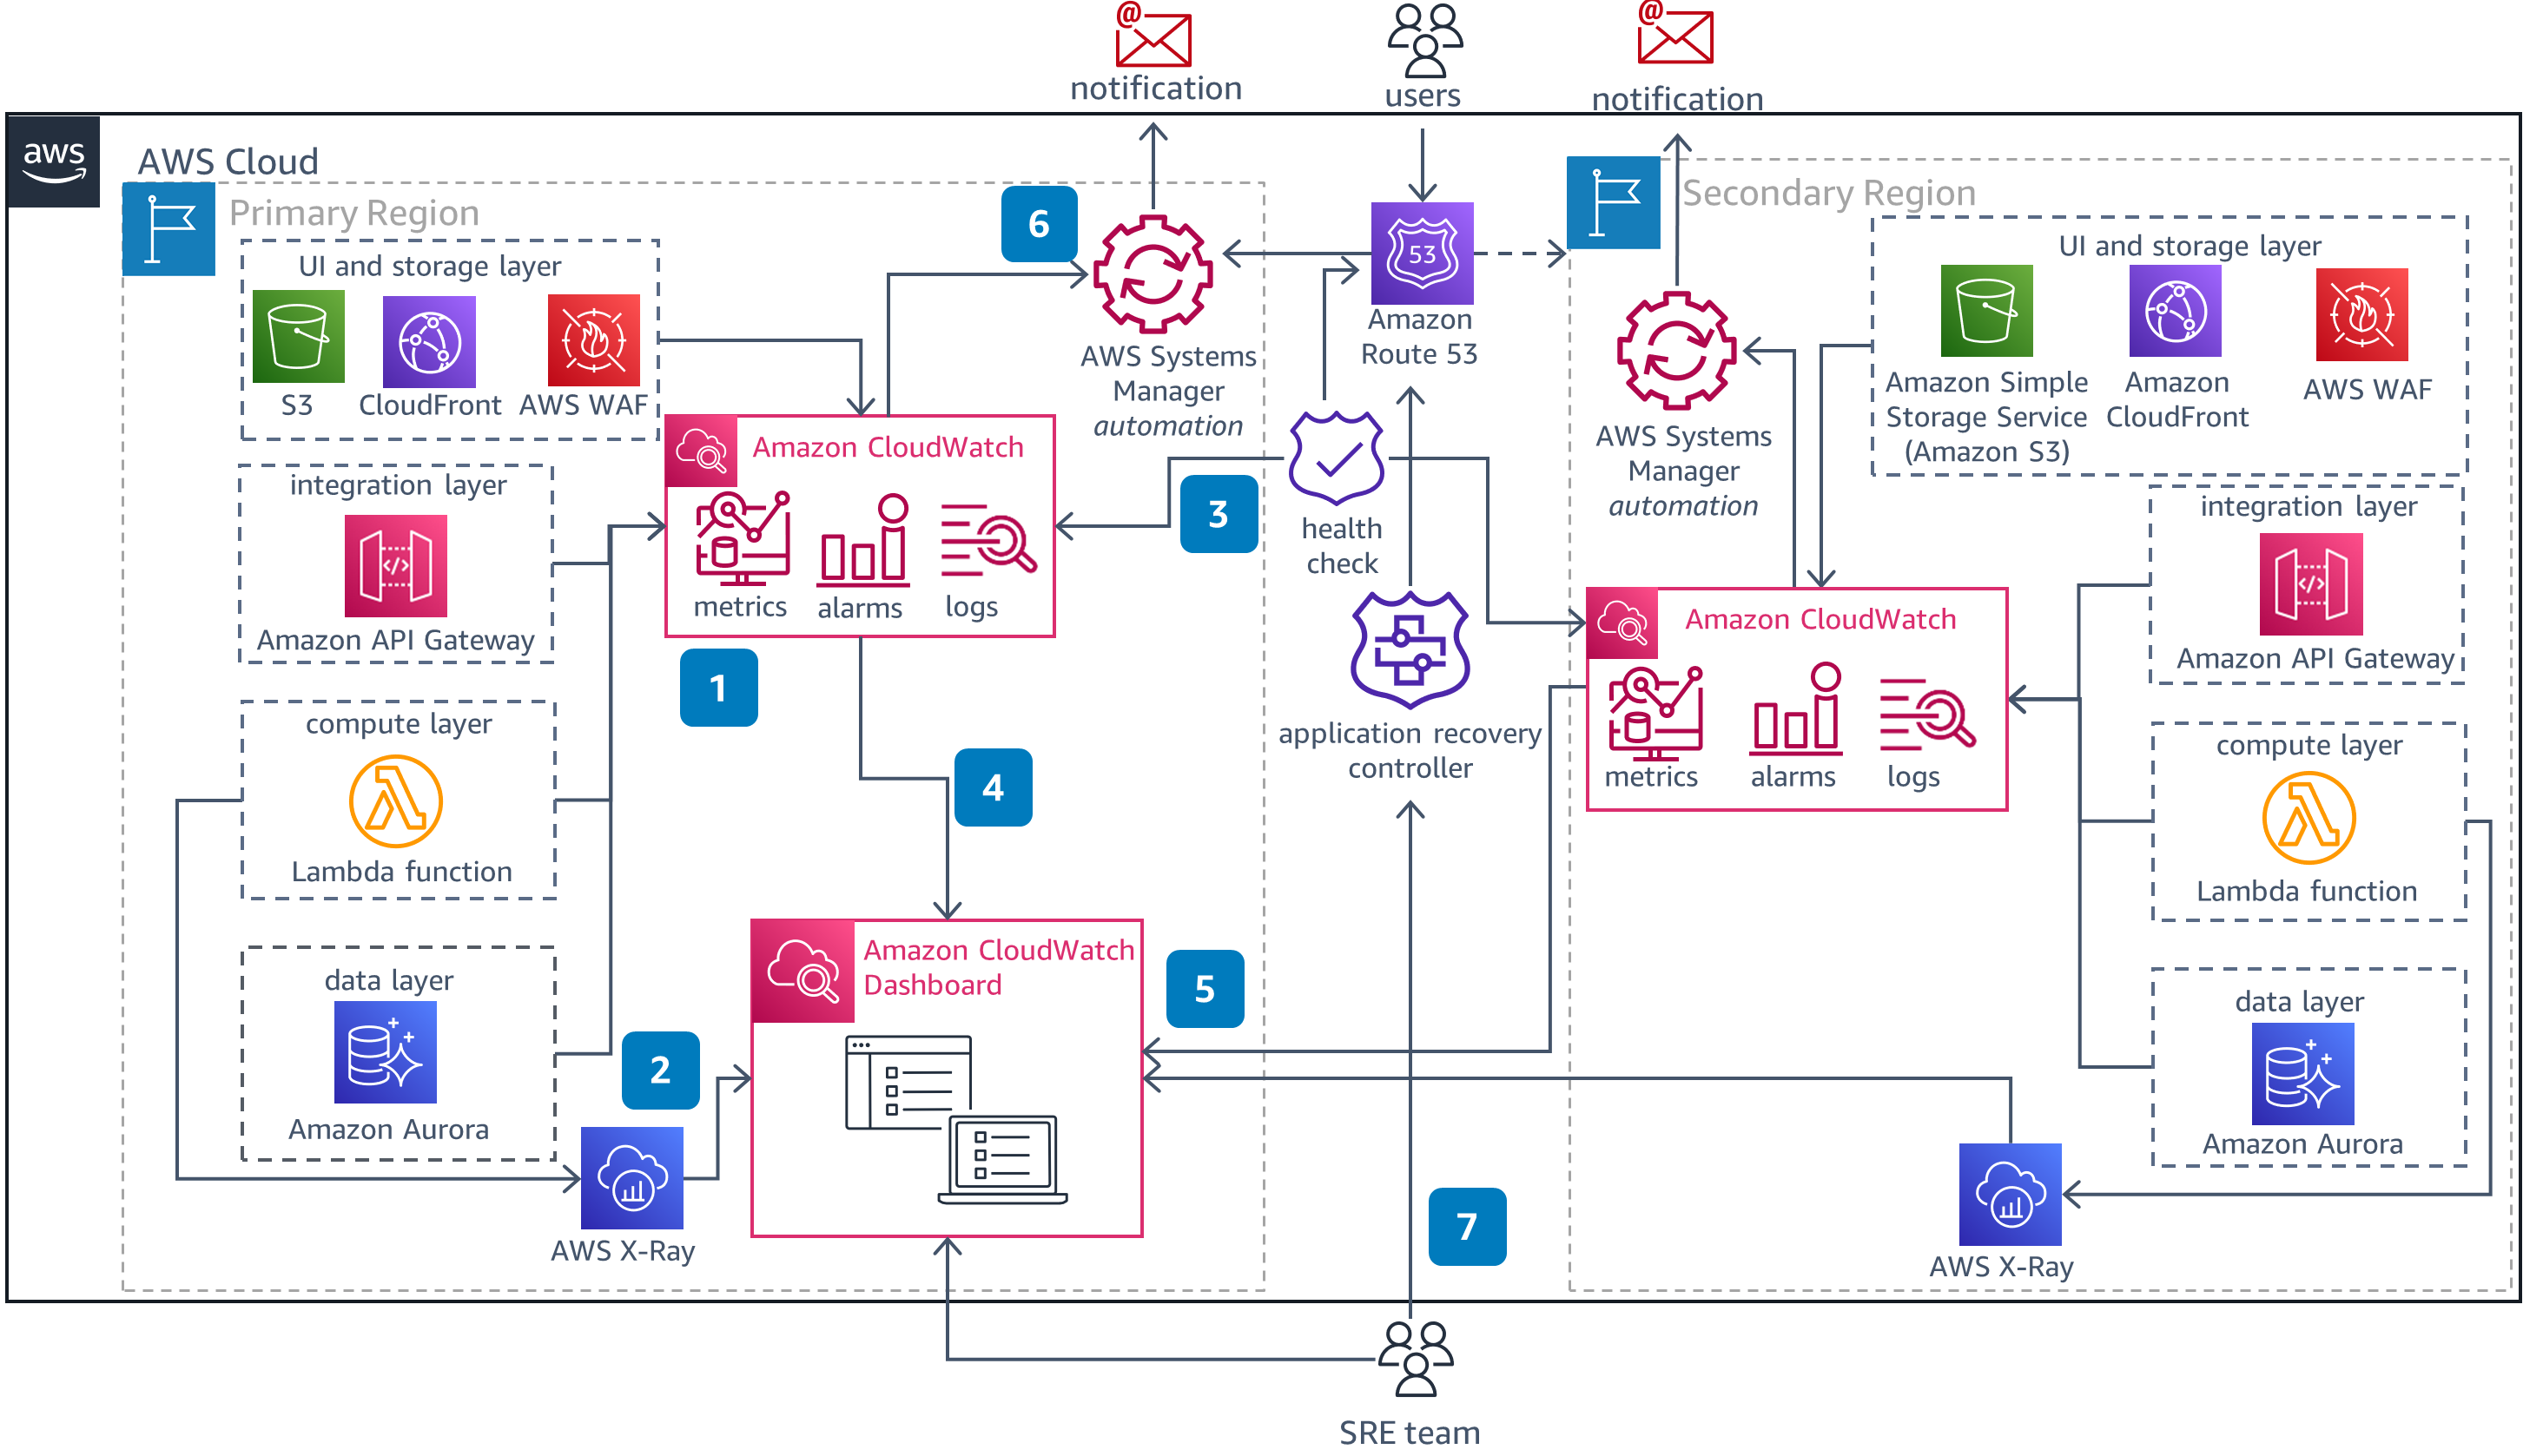 @
notification
users
@
notification
aws
AWS Cloud
Primary Region
UI and storage layer
S3
CloudFront
AWS WAF
integration layer
</>
Amazon API Gateway
compute layer
Lambda function
data layer
Amazon Aurora
AWS X-Ray
Amazon CloudWatch
metrics
alarms
logs
1
2
3
4
5
6
7
Amazon CloudWatch
Dashboard
AWS Systems
Manager
automation
53
Amazon
Route 53
health
check
application recovery
controller
SRE team
Secondary Region
UI and storage layer
Amazon Simple
Storage Service
(Amazon S3)
Amazon
CloudFront
AWS WAF
AWS Systems
Manager
automation
Amazon CloudWatch
metrics
alarms
logs
integration layer
</>
Amazon API Gateway
compute layer
Lambda function
data layer
Amazon Aurora
AWS X-Ray